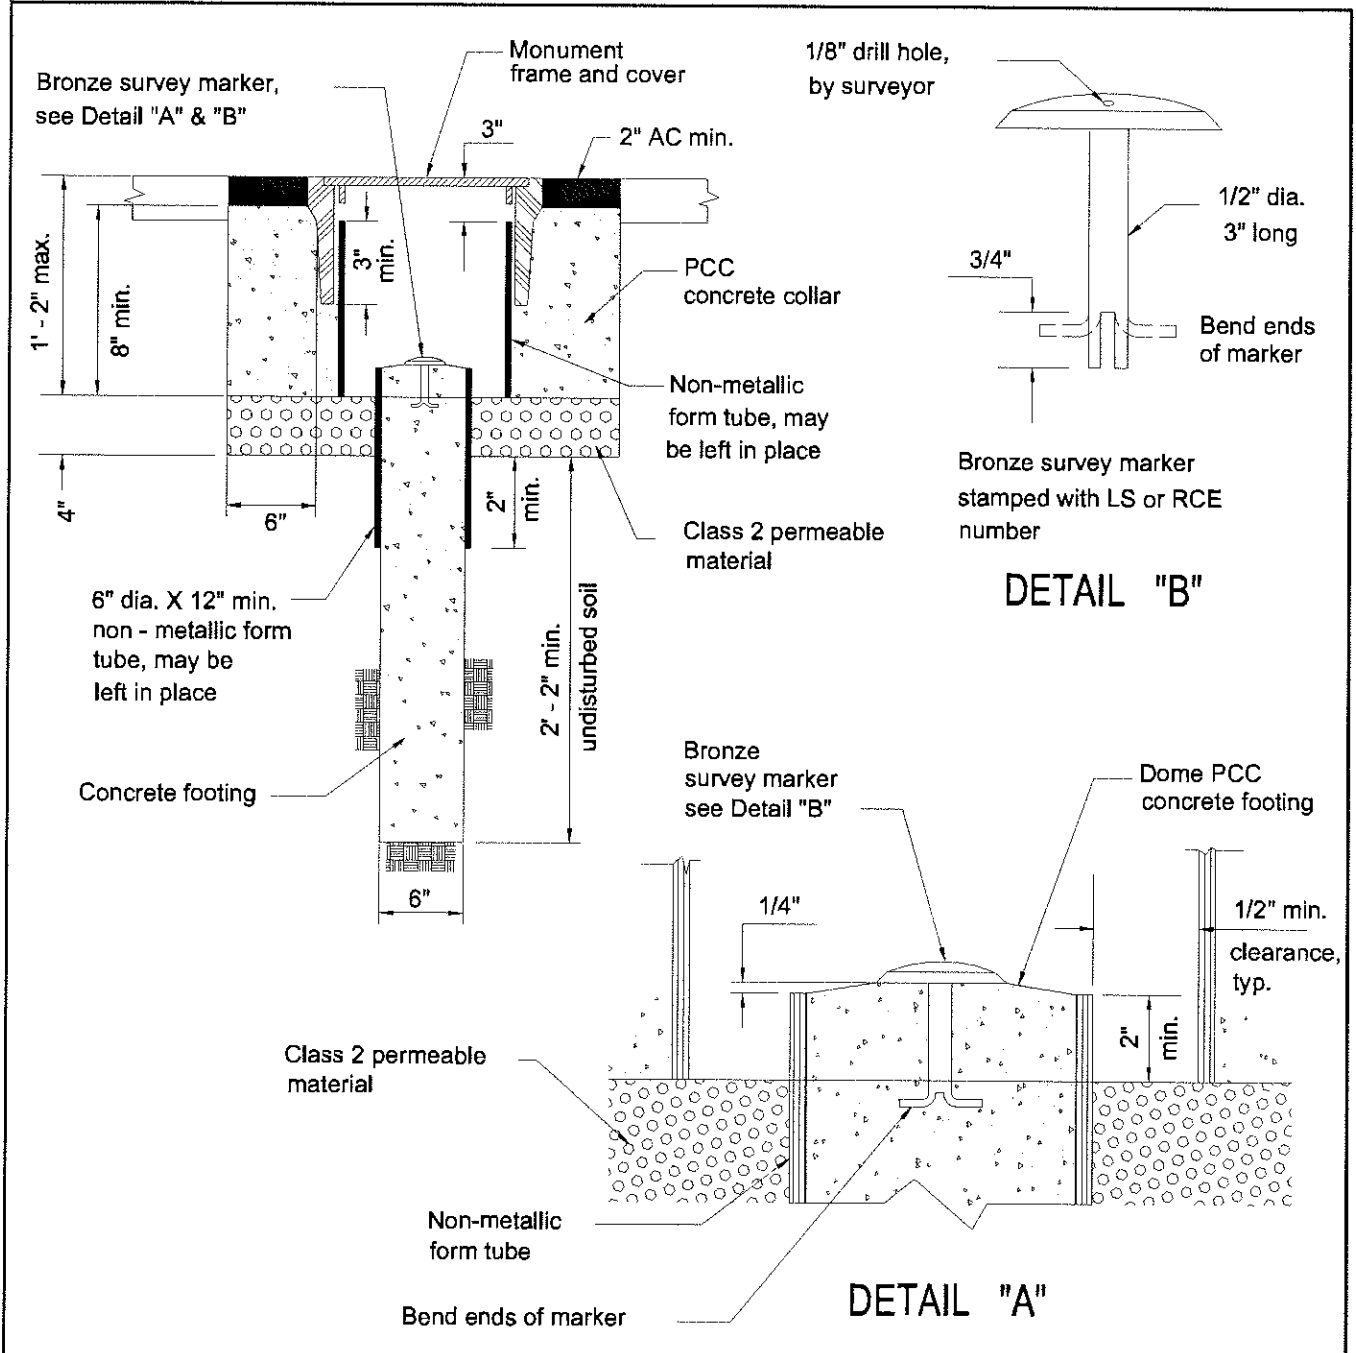 Monument
frame and cover
Bronze survey marker,
see Detail "A" & "B"
3"
2" AC min.
1/8" drill hole,
by surveyor
1/2" dia.
3" long
3/4"
Bend ends
of marker
Bronze survey marker
stamped with LS or RCE
number
DETAIL "B"
1' - 2" max.
8" min.
3"
min.
PCC
concrete collar
Non-metallic
form tube, may
be left in place
4"
6"
2"
min.
Class 2 permeable
material
6" dia. X 12" min.
non - metallic form
tube, may be
left in place
2' - 2" min.
undisturbed soil
Concrete footing
6"
Bronze
survey marker
see Detail "B"
Dome PCC
concrete footing
1/4"
1/2" min.
clearance,
typ.
2"
min.
Class 2 permeable
material
Non-metallic
form tube
Bend ends of marker
DETAIL "A"